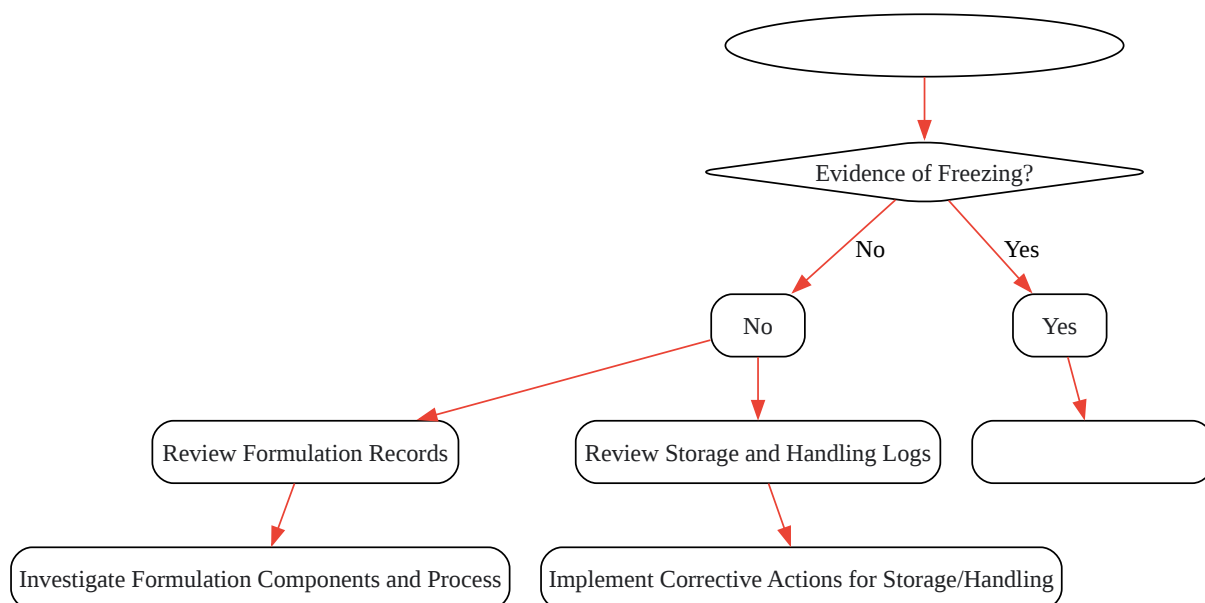 Evidence of Freezing?
No
Yes
No
Yes
Review Formulation Records
Review Storage and Handling Logs
Investigate Formulation Components and Process
Implement Corrective Actions for Storage/Handling